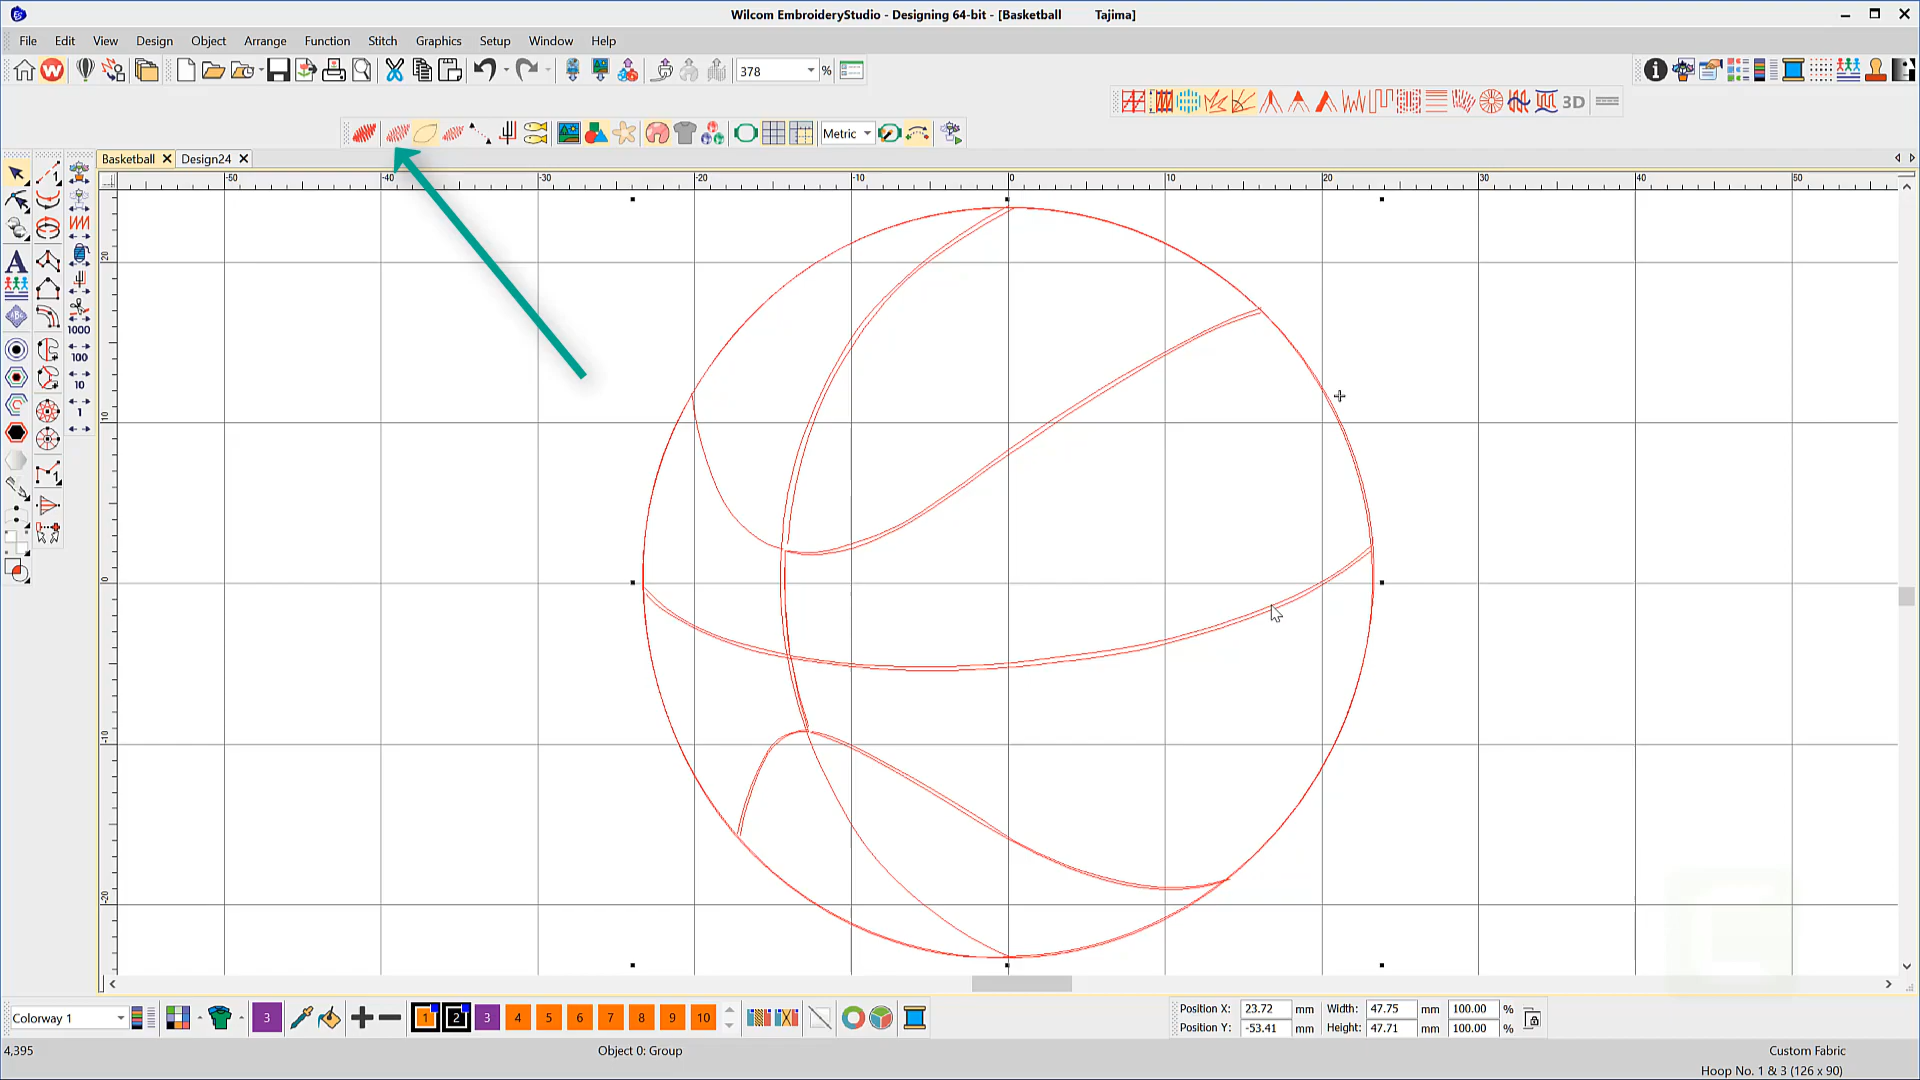 Wilcom EmbroideryStudio - Designing 64-bit - [Basketball Tajima]
File Edit View Design Object Arrange Function Stitch Graphics Setup Window Help
378 %
3D
Metric
Basketball Design24
-50 -40 -30 -20 -10 0 10 20 30 40 50
20
10
0
-10
-20
1
A
ABC
1000
100
10
1
1
Colorway 1 3 1 2 3 4 5 6 7 8 9 10
Position X: 23.72 mm Width: 47.75 mm 100.00 %
Position Y: -53.41 mm Height: 47.71 mm 100.00 %
4,395 Object 0: Group Custom Fabric
Hoop No. 1 & 3 (126 x 90)